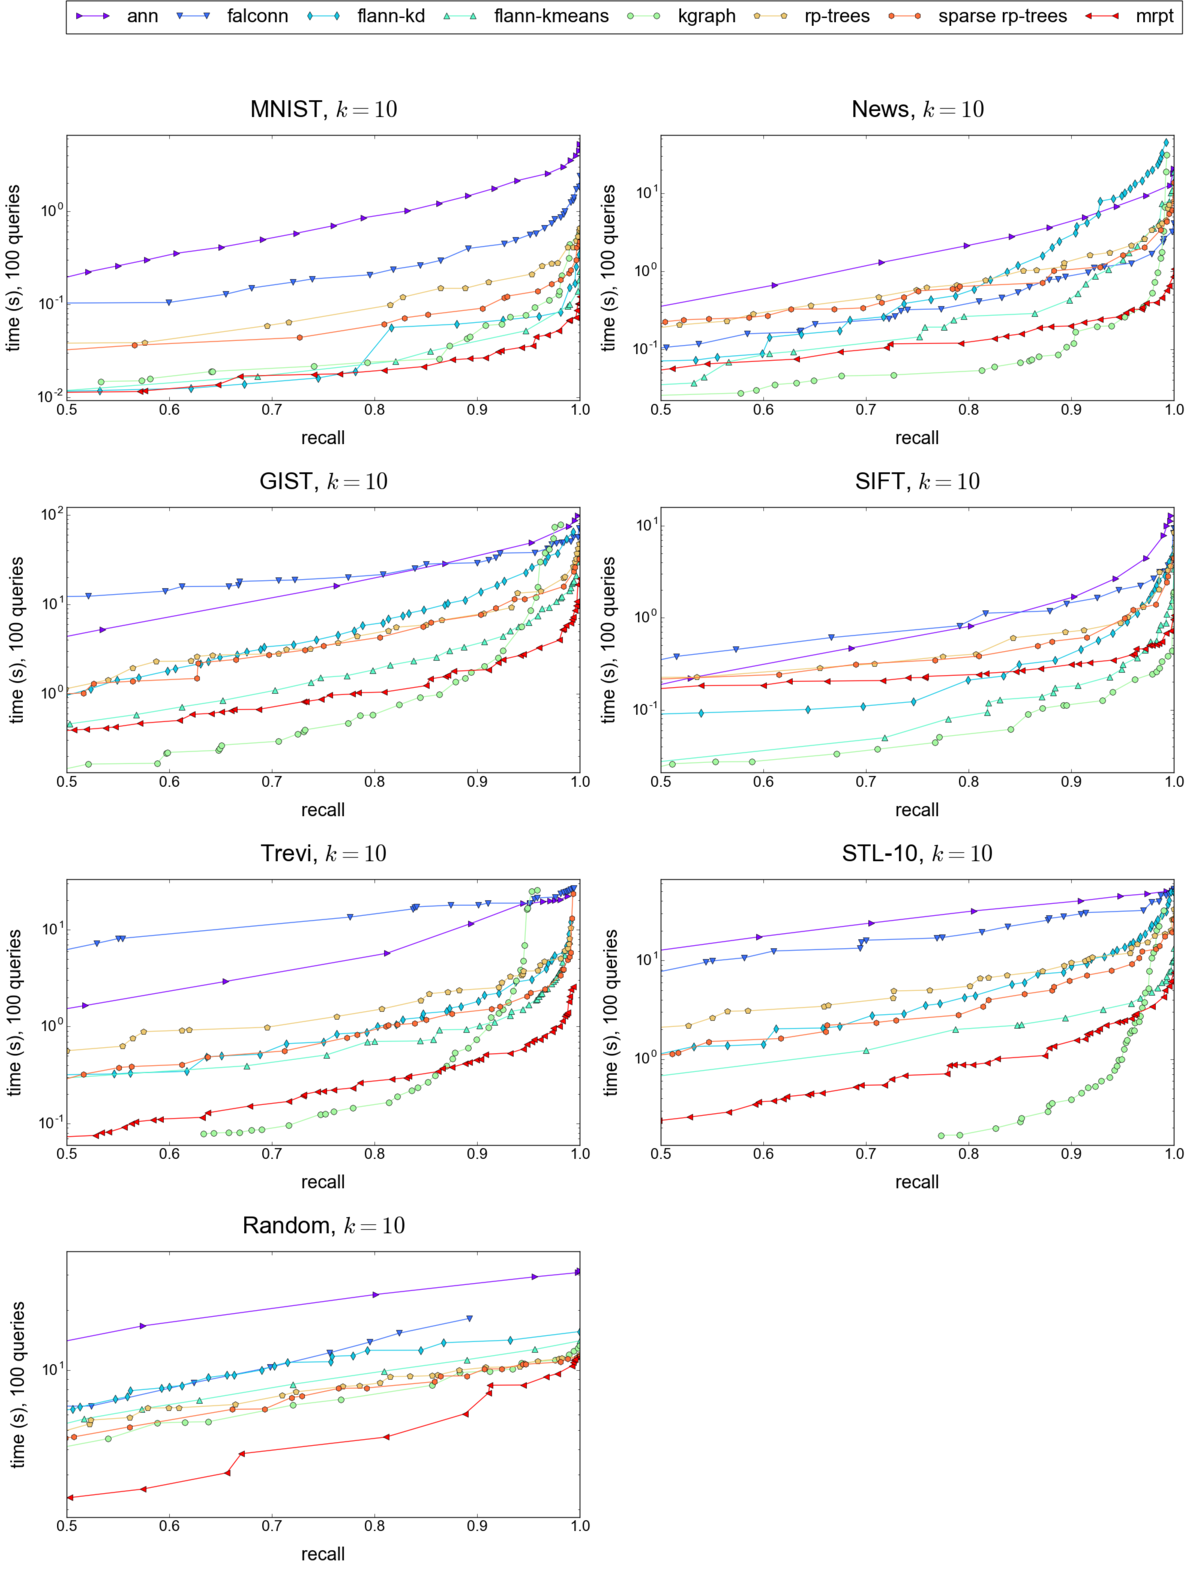 ann falconn flann-kd flann-kmeans kgraph rp-trees sparse rp-trees mrpt
MNIST, k = 10
time (s), 100 queries
10^0
10^-1
10^-2
0.5 0.6 0.7 0.8 0.9 1.0
recall
News, k = 10
time (s), 100 queries
10^1
10^0
10^-1
0.5 0.6 0.7 0.8 0.9 1.0
recall
GIST, k = 10
time (s), 100 queries
10^2
10^1
10^0
0.5 0.6 0.7 0.8 0.9 1.0
recall
SIFT, k = 10
time (s), 100 queries
10^1
10^0
10^-1
0.5 0.6 0.7 0.8 0.9 1.0
recall
Trevi, k = 10
time (s), 100 queries
10^1
10^0
10^-1
0.5 0.6 0.7 0.8 0.9 1.0
recall
STL-10, k = 10
time (s), 100 queries
10^1
10^0
0.5 0.6 0.7 0.8 0.9 1.0
recall
Random, k = 10
time (s), 100 queries
10^1
0.5 0.6 0.7 0.8 0.9 1.0
recall